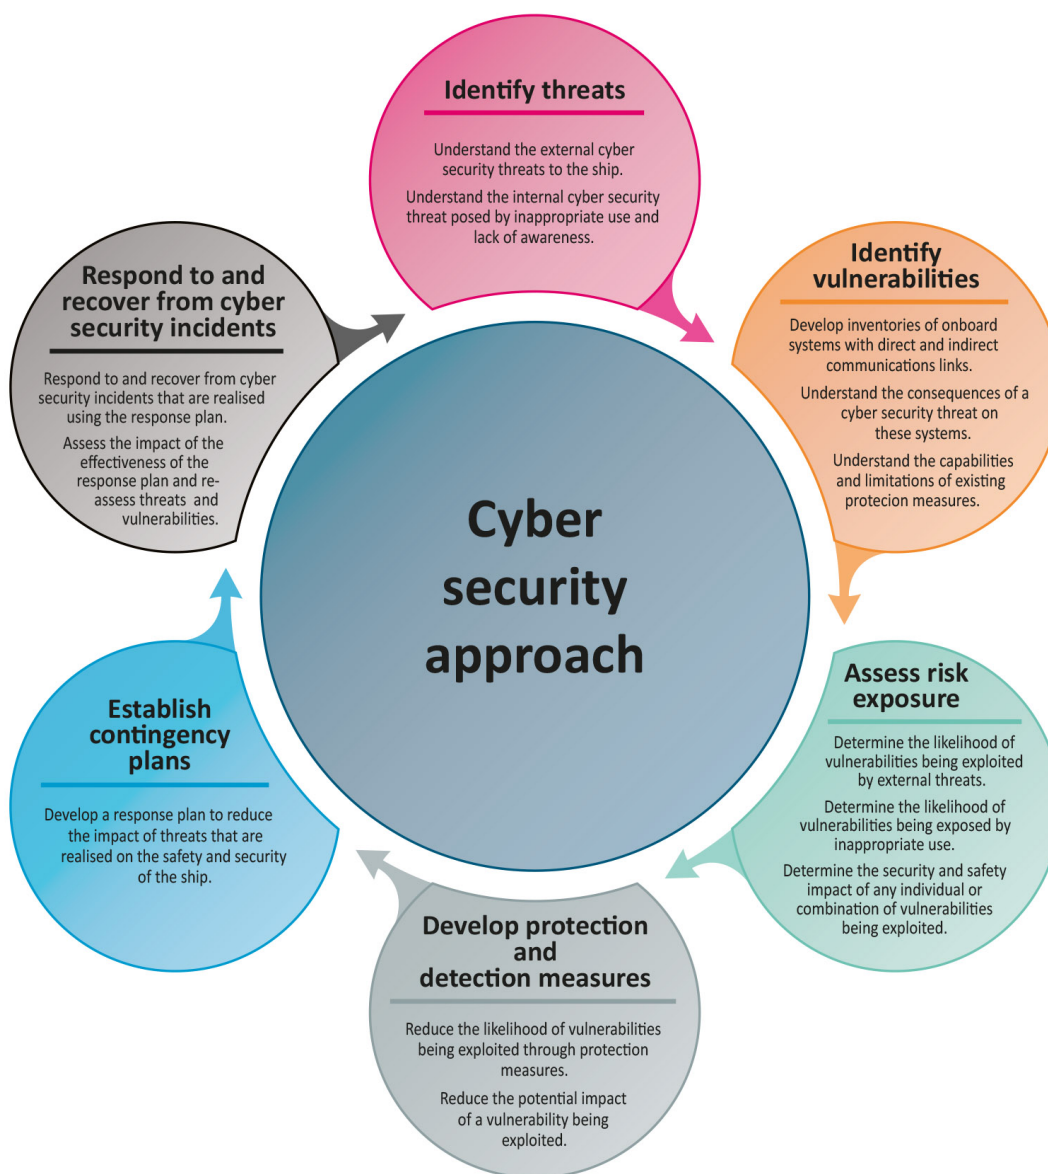 Identify threats
Understand the external cyber
security threats to the ship.
Understand the internal cyber security
threat posed by inappropriate use and
lack of awareness.
Identify
vulnerabilities
Develop inventories of onboard
systems with direct and indirect
communications links.
Understand the consequences of a
cyber security threat on
these systems.
Understand the capabilities
and limitations of existing
protecion measures.
Assess risk
exposure
Determine the likelihood of
vulnerabilities being exploited
by external threats.
Determine the likelihood of
vulnerabilities being exposed by
inappropriate use.
Determine the security and safety
impact of any individual or
combination of vulnerabilities
being exploited.
Develop protection
and
detection measures
Reduce the likelihood of vulnerabilities
being exploited through protection
measures.
Reduce the potential impact
of a vulnerability being
exploited.
Establish
contingency
plans
Develop a response plan to reduce
the impact of threats that are
realised on the safety and security
of the ship.
Respond to and
recover from cyber
security incidents
Respond to and recover from cyber
security incidents that are realised
using the response plan.
Assess the impact of the
effectiveness of the
response plan and re-
assess threats and
vulnerabilities.
Cyber
security
approach